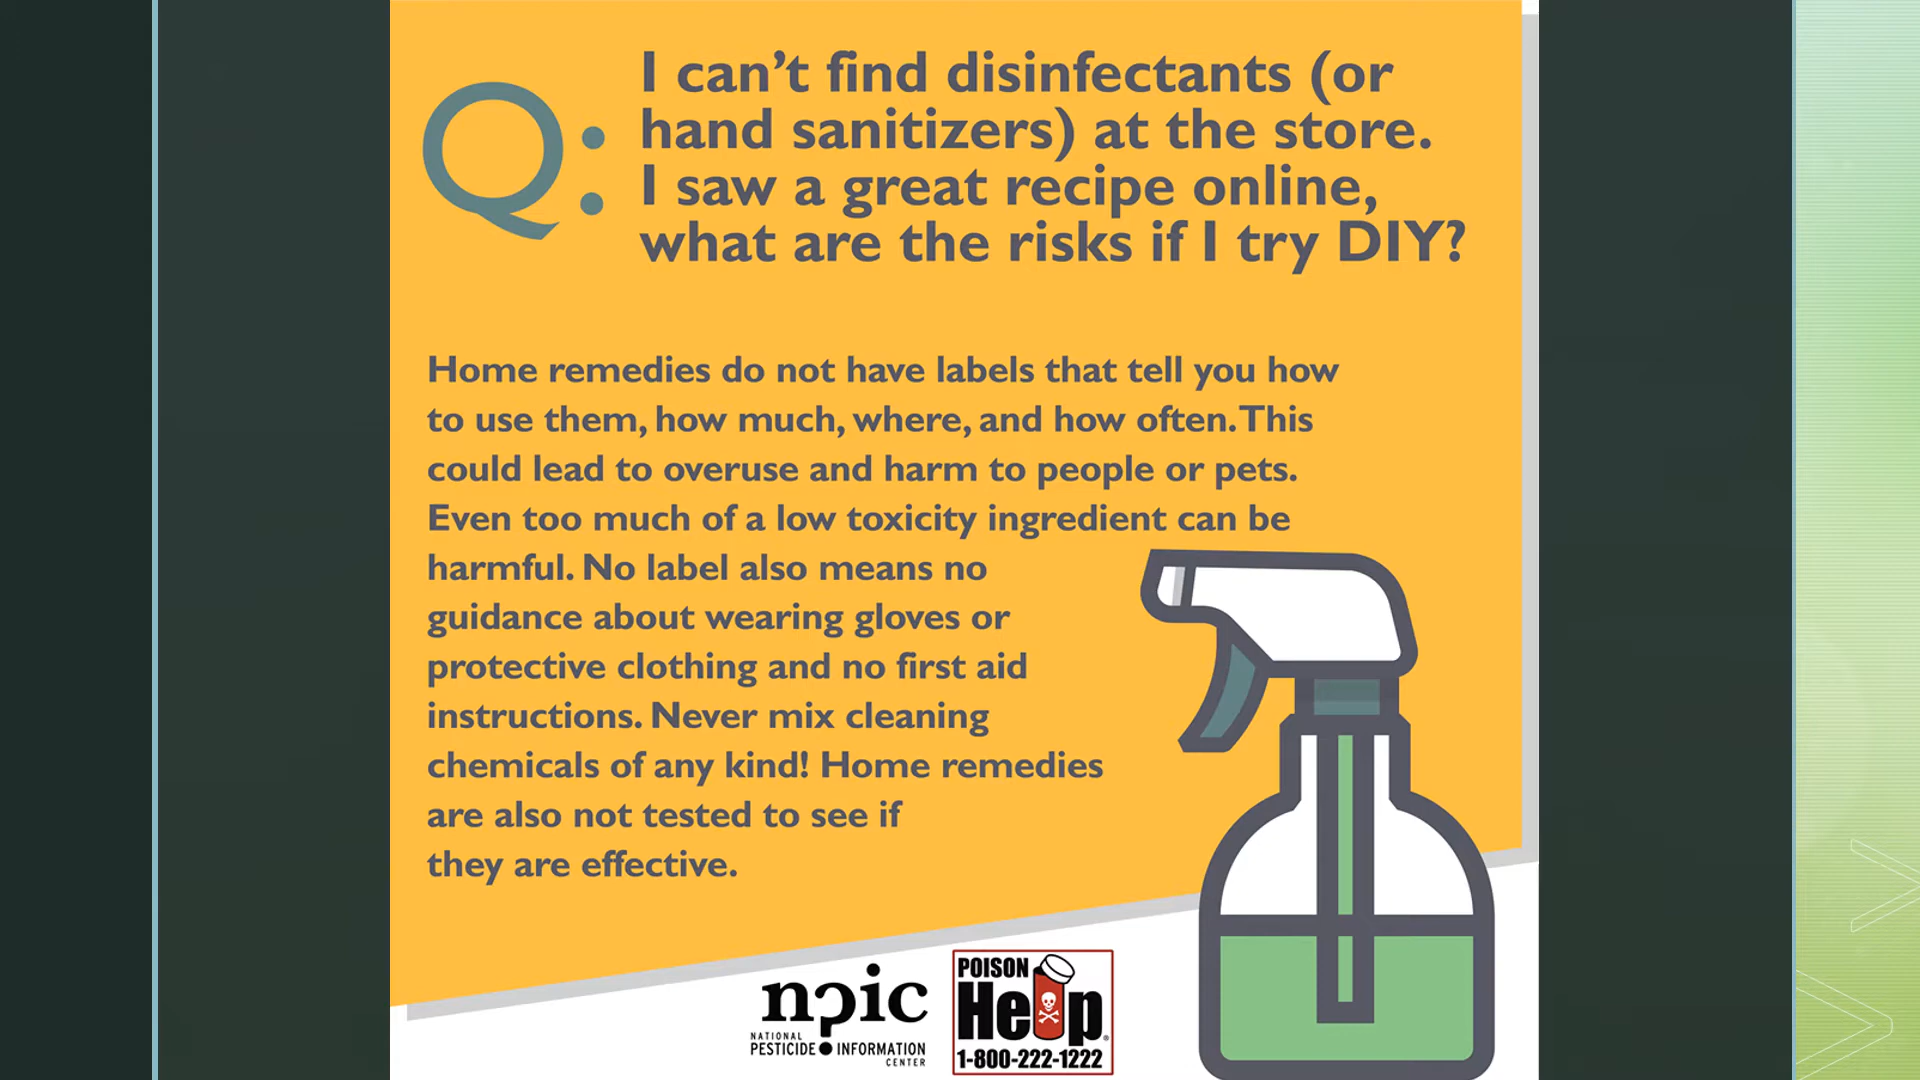 Q:
I can't find disinfectants (or
hand sanitizers) at the store.
I saw a great recipe online,
what are the risks if I try DIY?
Home remedies do not have labels that tell you how
to use them, how much, where, and how often. This
could lead to overuse and harm to people or pets.
Even too much of a low toxicity ingredient can be
harmful. No label also means no
guidance about wearing gloves or
protective clothing and no first aid
instructions. Never mix cleaning
chemicals of any kind! Home remedies
are also not tested to see if
they are effective.
npic
NATIONAL
PESTICIDE INFORMATION
CENTER
POISON
Help
1-800-222-1222